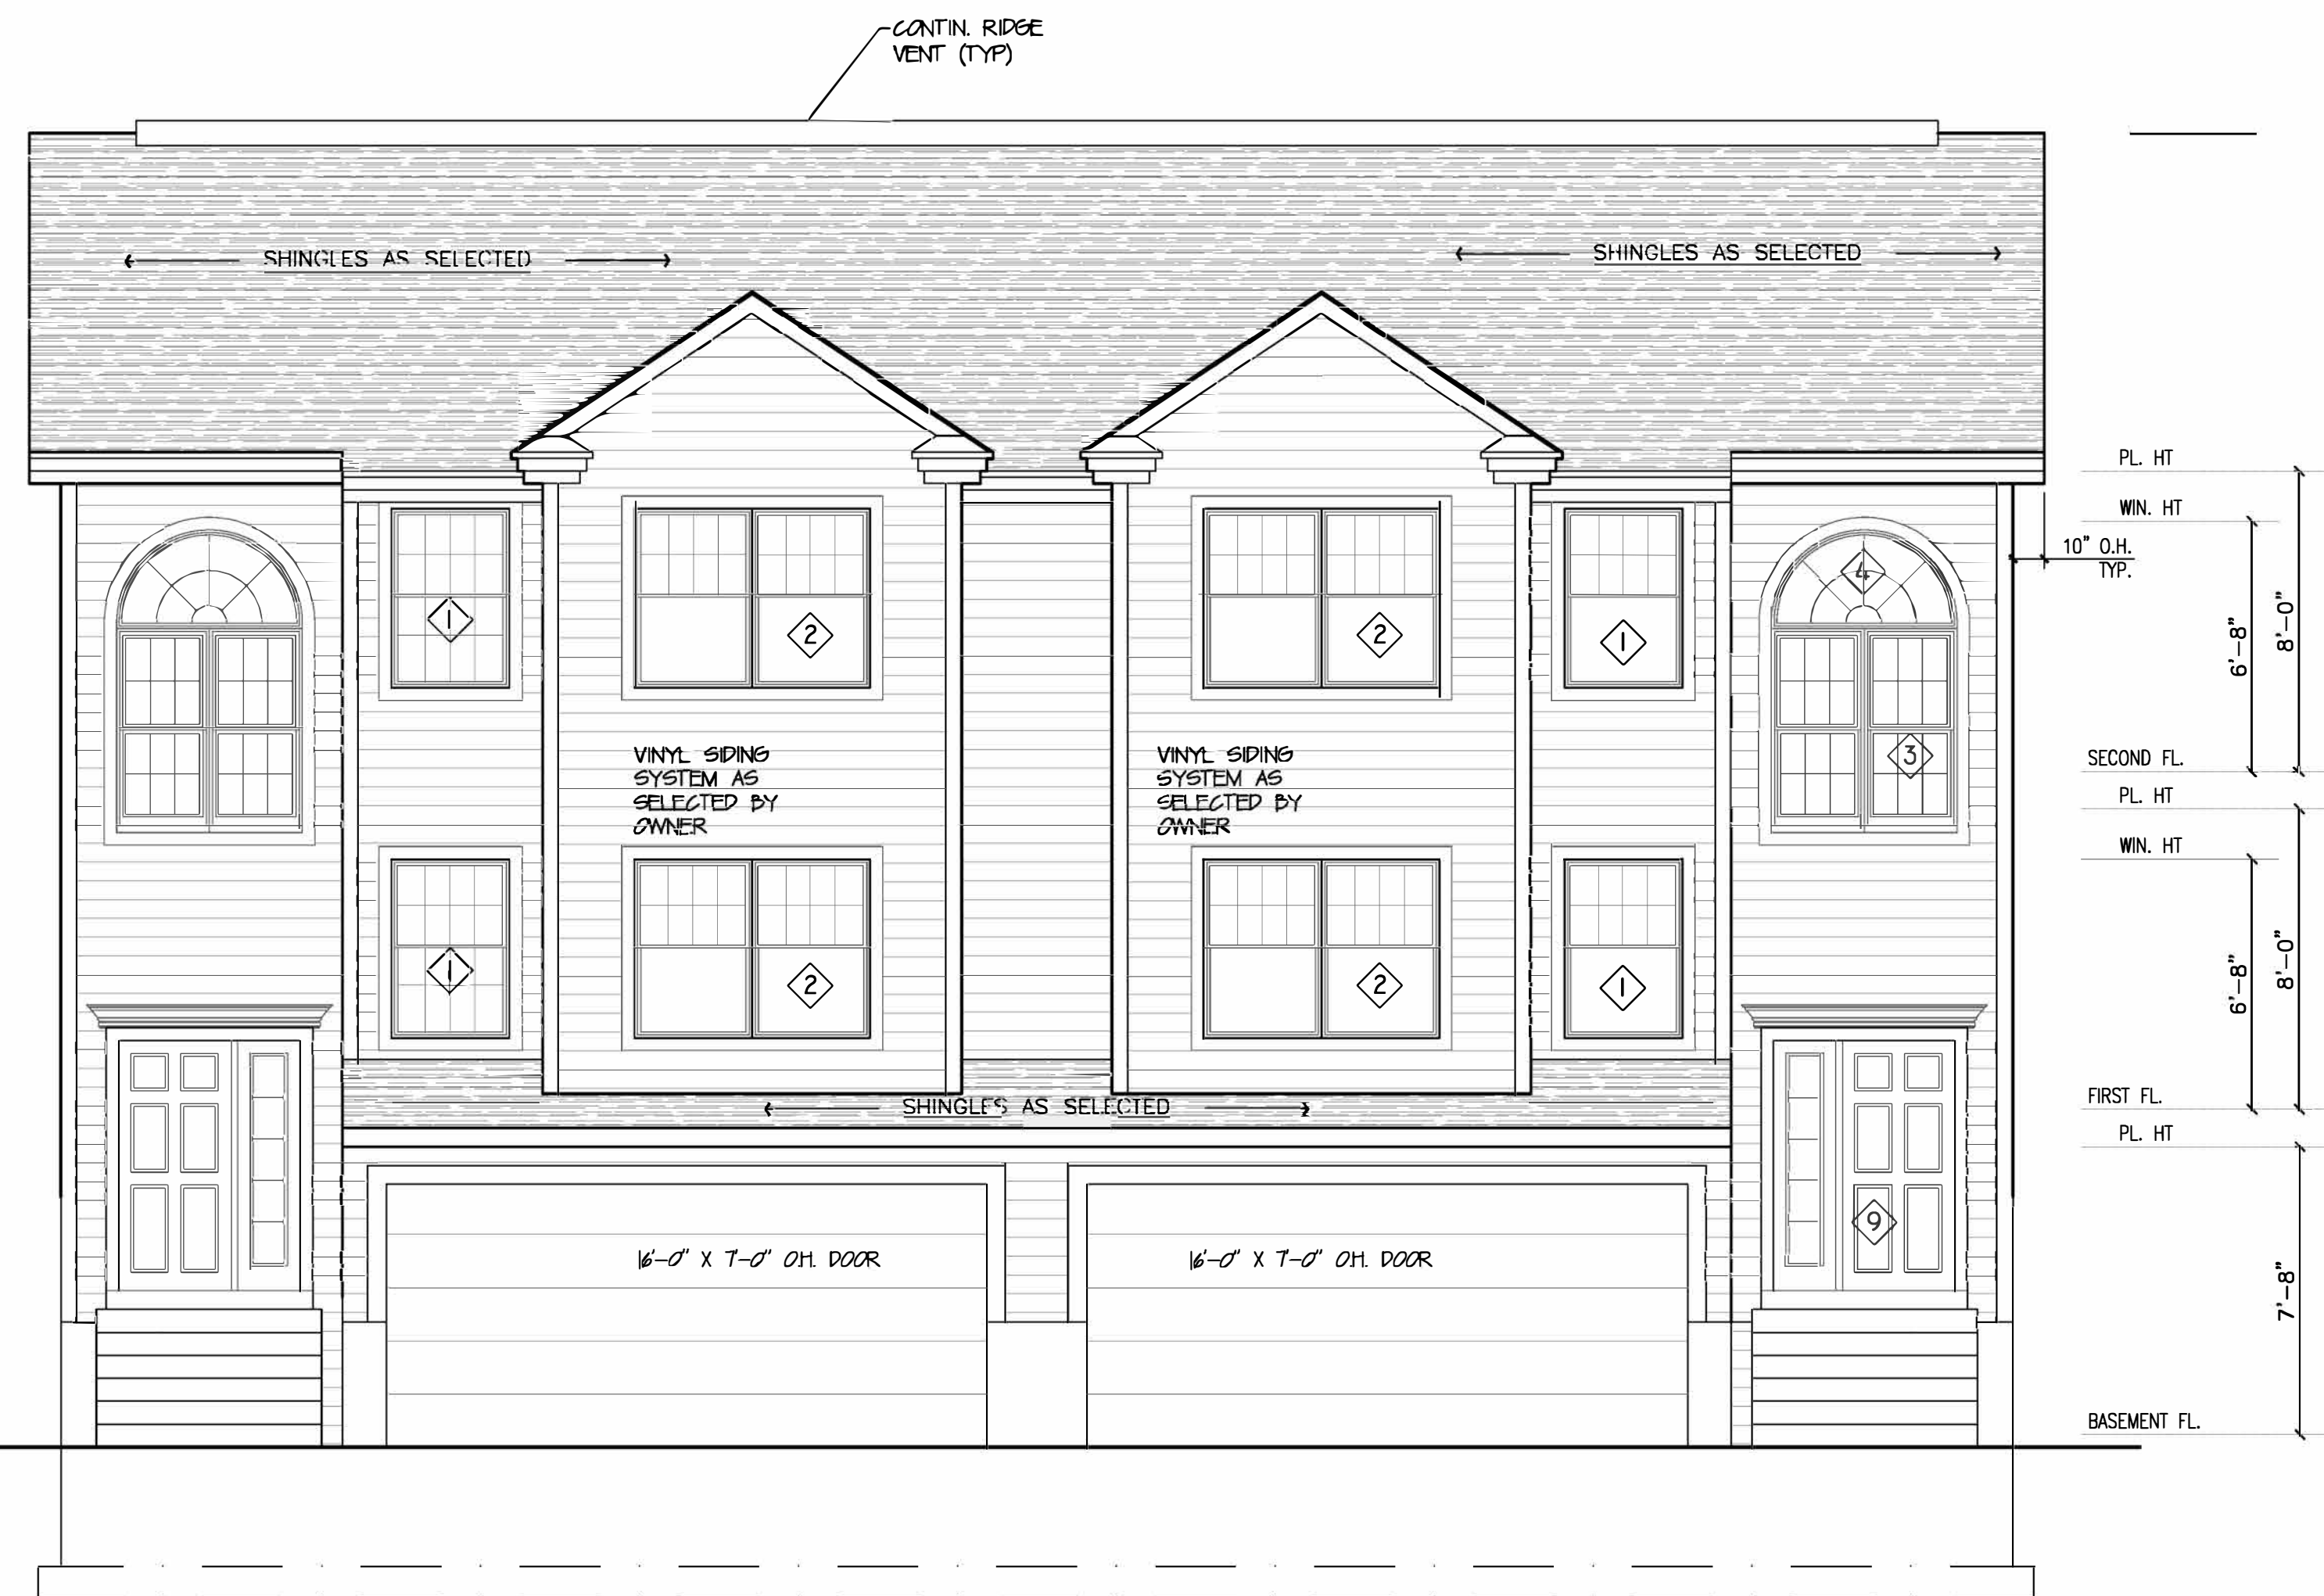 CONTIN. RIDGE
VENT (TYP)
SHINGLES AS SELECTED
SHINGLES AS SELECTED
PL. HT
WIN. HT
10" O.H.
TYP.
4
1
2
2
1
6'-8"
8'-0"
VINYL SIDING
SYSTEM AS
SELECTED BY
OWNER
VINYL SIDING
SYSTEM AS
SELECTED BY
OWNER
3
SECOND FL.
PL. HT
WIN. HT
1
2
2
1
6'-8"
8'-0"
SHINGLES AS SELECTED
FIRST FL.
PL. HT
9
16'-0" X 7'-0" O.H. DOOR
16'-0" X 7'-0" O.H. DOOR
7'-8"
BASEMENT FL.